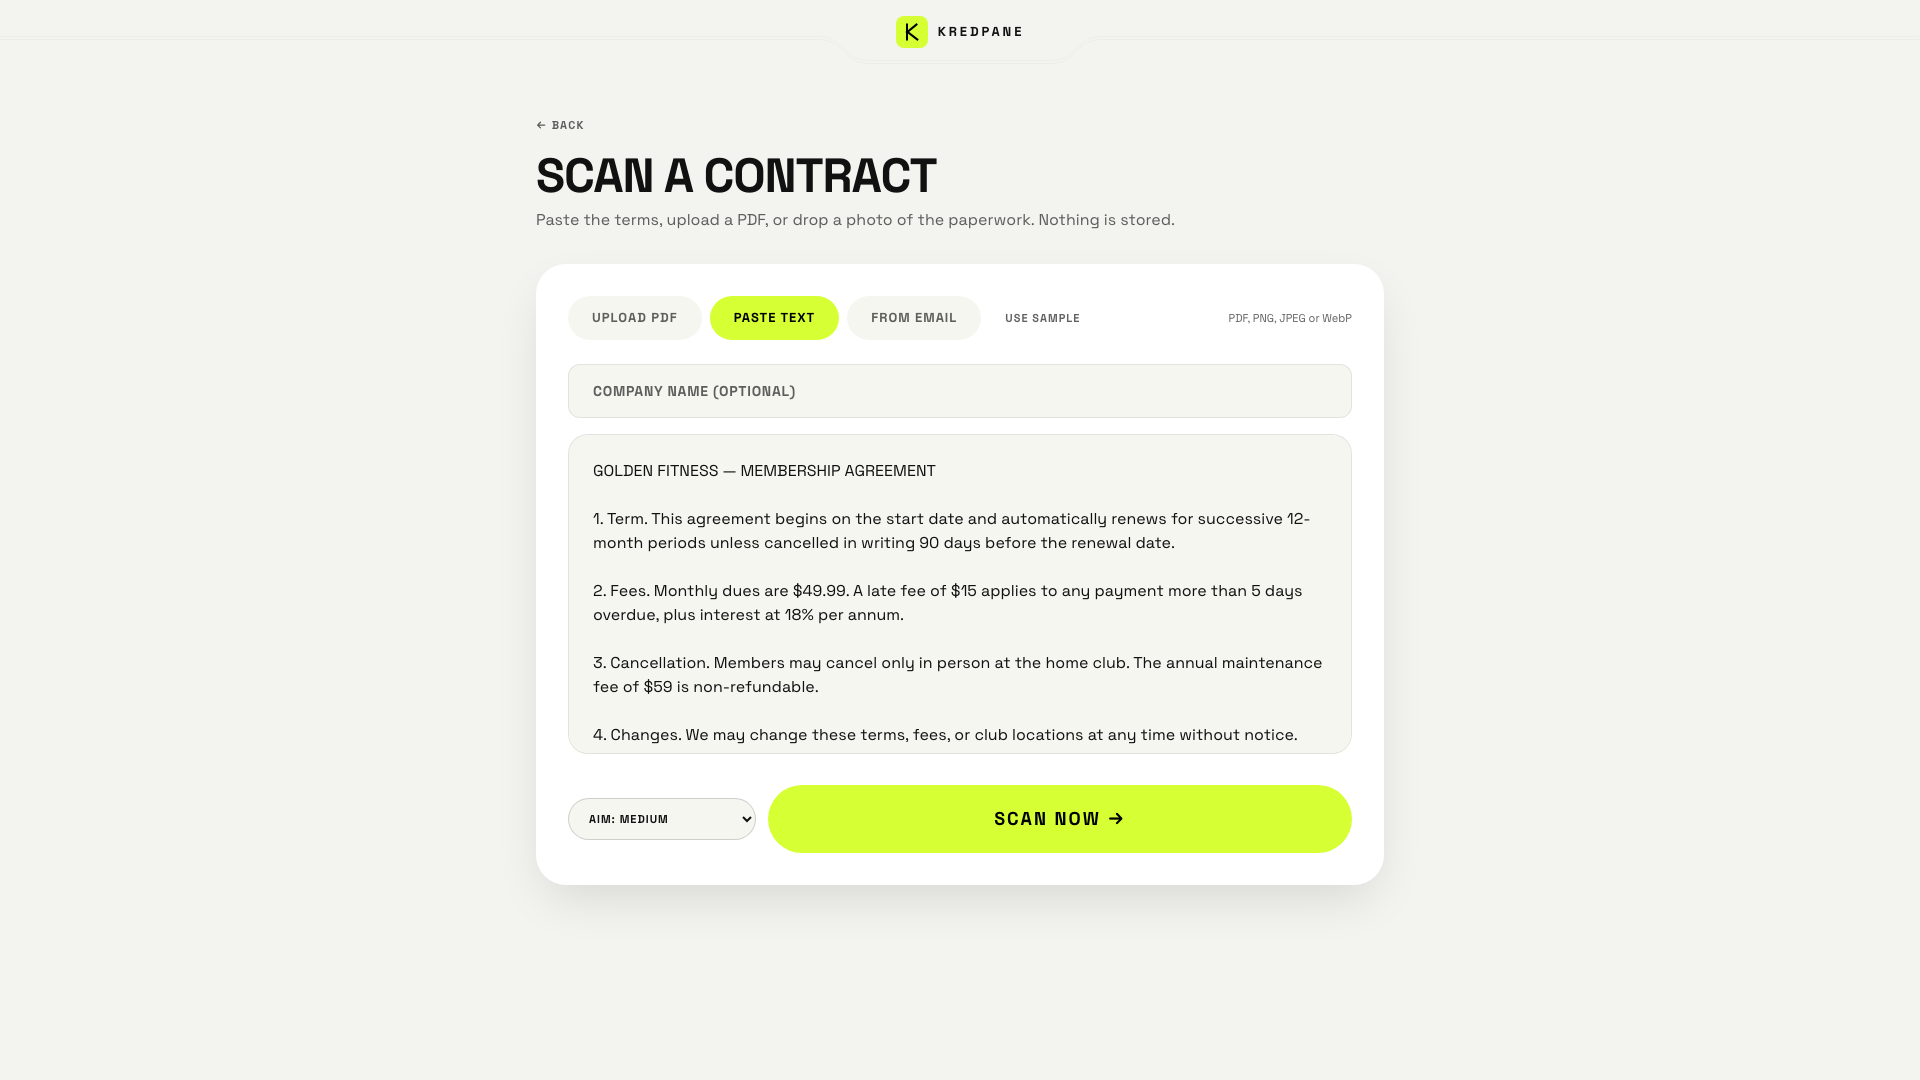 KREDPANE
← BACK
SCAN A CONTRACT
Paste the terms, upload a PDF, or drop a photo of the paperwork. Nothing is stored.
UPLOAD PDF
PASTE TEXT
FROM EMAIL
USE SAMPLE
PDF, PNG, JPEG or WebP
COMPANY NAME (OPTIONAL)
GOLDEN FITNESS — MEMBERSHIP AGREEMENT
1. Term. This agreement begins on the start date and automatically renews for successive 12-
month periods unless cancelled in writing 90 days before the renewal date.
2. Fees. Monthly dues are $49.99. A late fee of $15 applies to any payment more than 5 days
overdue, plus interest at 18% per annum.
3. Cancellation. Members may cancel only in person at the home club. The annual maintenance
fee of $59 is non-refundable.
4. Changes. We may change these terms, fees, or club locations at any time without notice.
AIM: MEDIUM
SCAN NOW →